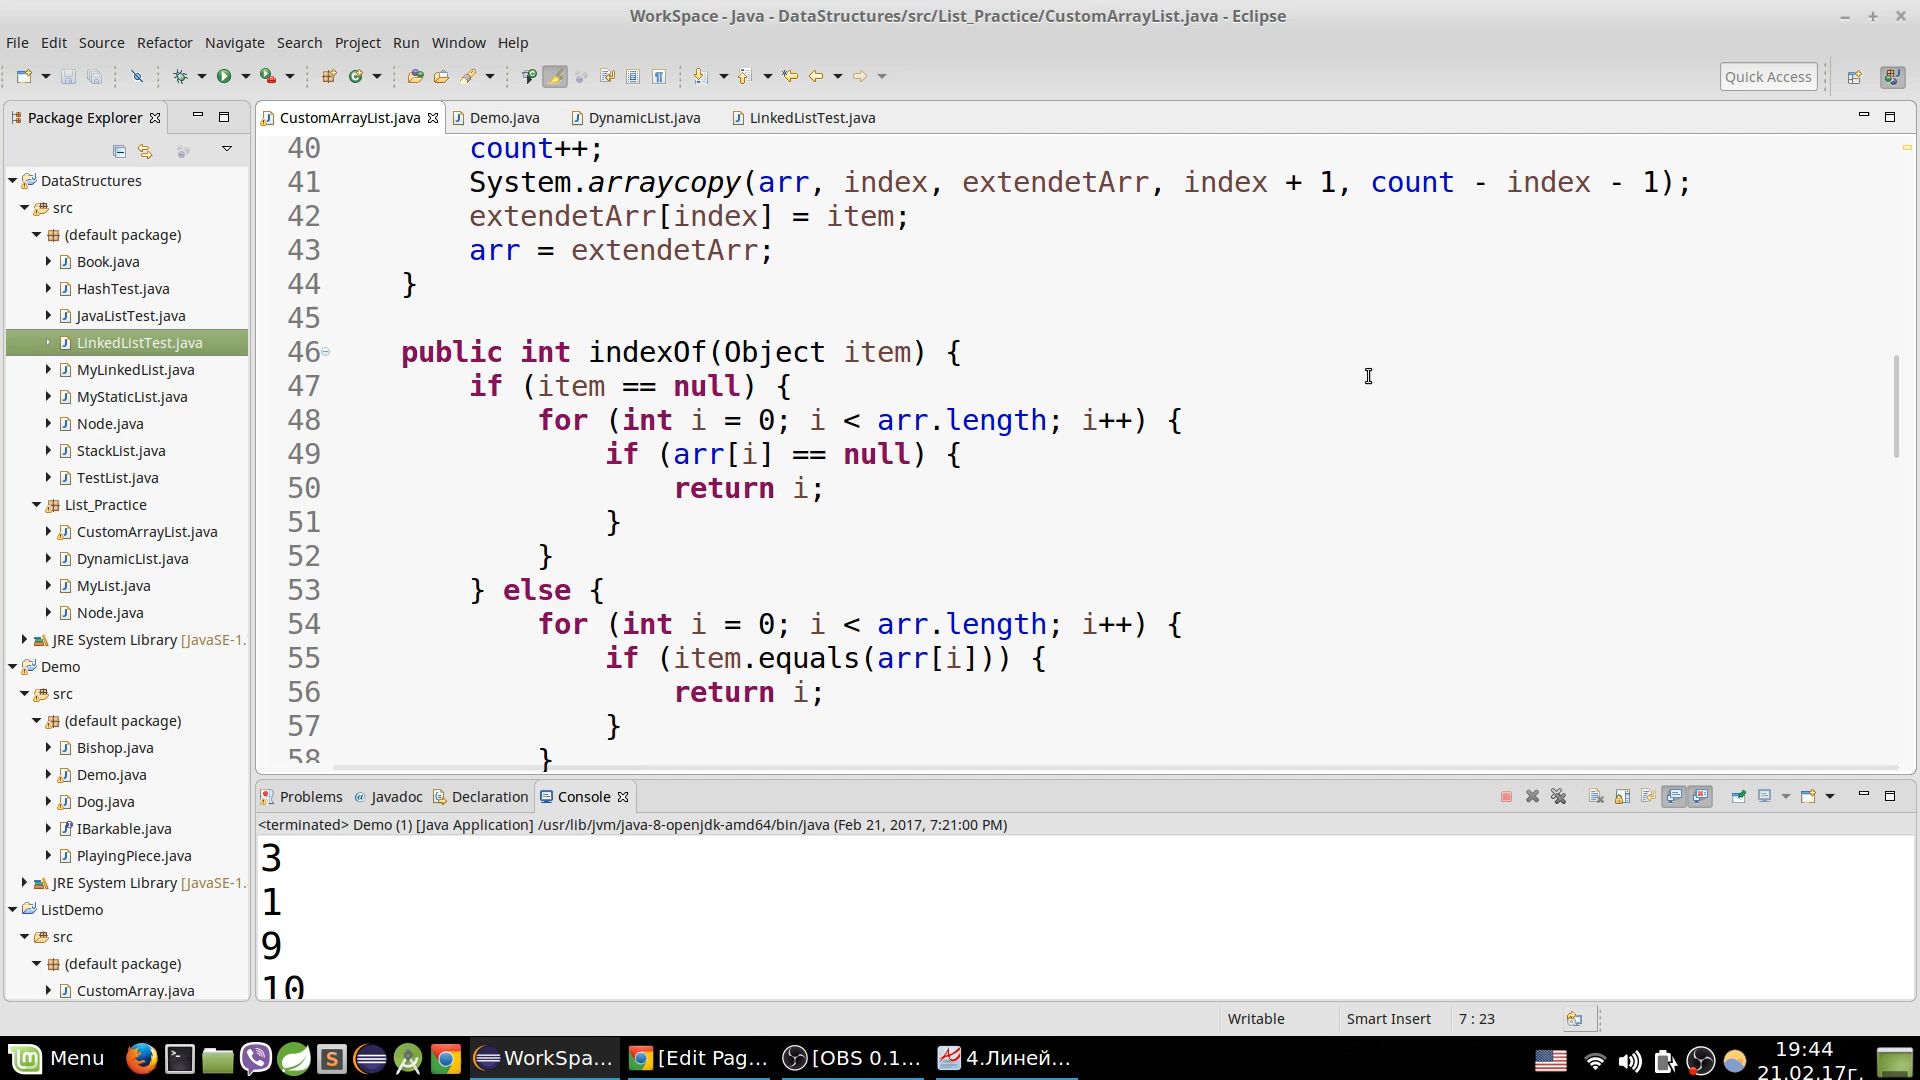 WorkSpace - Java - DataStructures/src/List_Practice/CustomArrayList.java - Eclipse
File Edit Source Refactor Navigate Search Project Run Window Help
Quick Access
Package Explorer
CustomArrayList.java Demo.java DynamicList.java LinkedListTest.java
DataStructures
src
(default package)
Book.java
HashTest.java
JavaListTest.java
LinkedListTest.java
MyLinkedList.java
MyStaticList.java
Node.java
StackList.java
TestList.java
List_Practice
CustomArrayList.java
DynamicList.java
MyList.java
Node.java
JRE System Library [JavaSE-1.
Demo
src
(default package)
Bishop.java
Demo.java
Dog.java
IBarkable.java
PlayingPiece.java
JRE System Library [JavaSE-1.
ListDemo
src
(default package)
CustomArray.java
40 count++;
41 System.arraycopy(arr, index, extendetArr, index + 1, count - index - 1);
42 extendetArr[index] = item;
43 arr = extendetArr;
44 }
45
46 public int indexOf(Object item) {
47 if (item == null) {
48 for (int i = 0; i < arr.length; i++) {
49 if (arr[i] == null) {
50 return i;
51 }
52 }
53 } else {
54 for (int i = 0; i < arr.length; i++) {
55 if (item.equals(arr[i])) {
56 return i;
57 }
58 }
Problems Javadoc Declaration Console
<terminated> Demo (1) [Java Application] /usr/lib/jvm/java-8-openjdk-amd64/bin/java (Feb 21, 2017, 7:21:00 PM)
3
1
9
10
Writable Smart Insert 7 : 23
Menu WorkSpa... [Edit Pag... [OBS 0.1... 4.Линей... 19:44
21.02.17г.